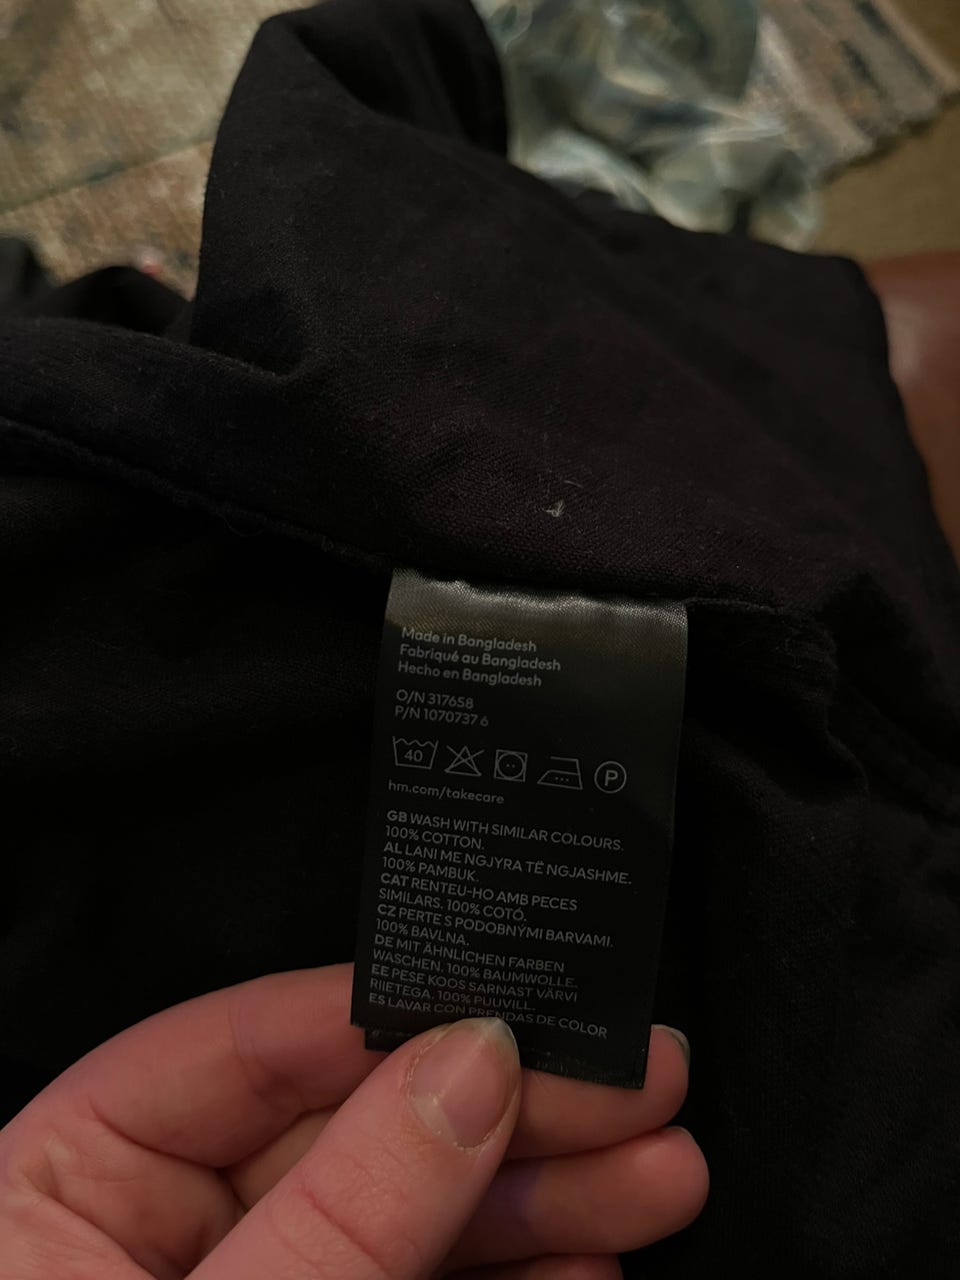 Made in Bangladesh
Fabriqué au Bangladesh
Hecho en Bangladesh
O/N 317658
P/N 1070737 6
40 P
hm.com/takecare
GB WASH WITH SIMILAR COLOURS.
100% COTTON.
AL LANI ME NGJYRA TË NGJASHME.
100% PAMBUK.
CAT RENTEU-HO AMB PECES
SIMILARS. 100% COTÓ.
CZ PERTE S PODOBNÝMI BARVAMI.
100% BAVLNA.
DE MIT ÄHNLICHEN FARBEN
WASCHEN. 100% BAUMWOLLE.
EE PESE KOOS SARNAST VÄRVI
RIIETEGA. 100% PUUVILL.
ES LAVAR CON PRENDAS DE COLOR